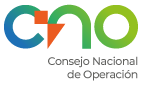 cno
Consejo Nacional
de Operación